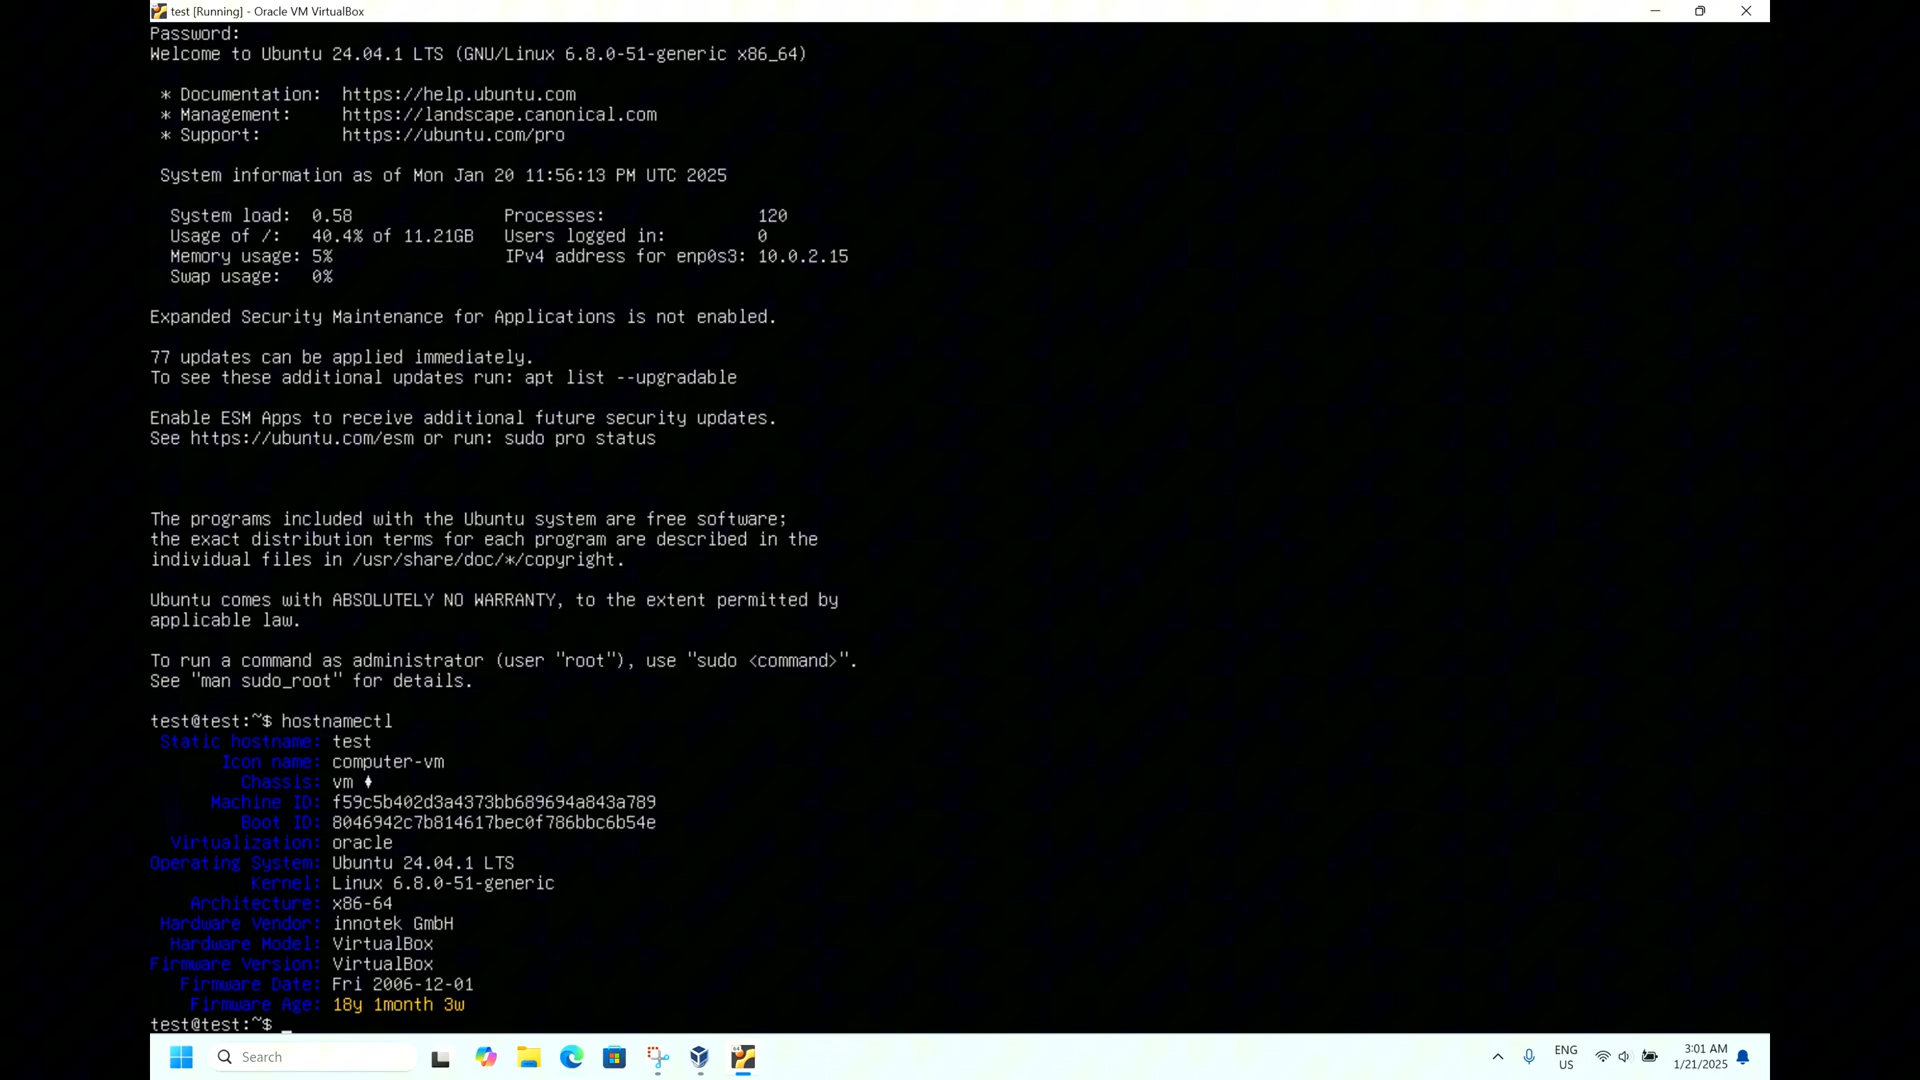 test [Running] - Oracle VM VirtualBox
Password:
Welcome to Ubuntu 24.04.1 LTS (GNU/Linux 6.8.0-51-generic x86_64)
* Documentation: https://help.ubuntu.com
* Management: https://landscape.canonical.com
* Support: https://ubuntu.com/pro
System information as of Mon Jan 20 11:56:13 PM UTC 2025
System load: 0.58 Processes: 120
Usage of /: 40.4% of 11.21GB Users logged in: 0
Memory usage: 5% IPv4 address for enp0s3: 10.0.2.15
Swap usage: 0%
Expanded Security Maintenance for Applications is not enabled.
77 updates can be applied immediately.
To see these additional updates run: apt list --upgradable
Enable ESM Apps to receive additional future security updates.
See https://ubuntu.com/esm or run: sudo pro status
The programs included with the Ubuntu system are free software;
the exact distribution terms for each program are described in the
individual files in /usr/share/doc/*/copyright.
Ubuntu comes with ABSOLUTELY NO WARRANTY, to the extent permitted by
applicable law.
To run a command as administrator (user "root"), use "sudo <command>".
See "man sudo_root" for details.
test@test:~$ hostnamectl
Static hostname: test
Icon name: computer-vm
Chassis: vm ♦
Machine ID: f59c5b402d3a4373bb689694a843a789
Boot ID: 8046942c7b814617bec0f786bbc6b54e
Virtualization: oracle
Operating System: Ubuntu 24.04.1 LTS
Kernel: Linux 6.8.0-51-generic
Architecture: x86-64
Hardware Vendor: innotek GmbH
Hardware Model: VirtualBox
Firmware Version: VirtualBox
Firmware Date: Fri 2006-12-01
Firmware Age: 18y 1month 3w
test@test:~$ _
Search
ENG
US
3:01 AM
1/21/2025